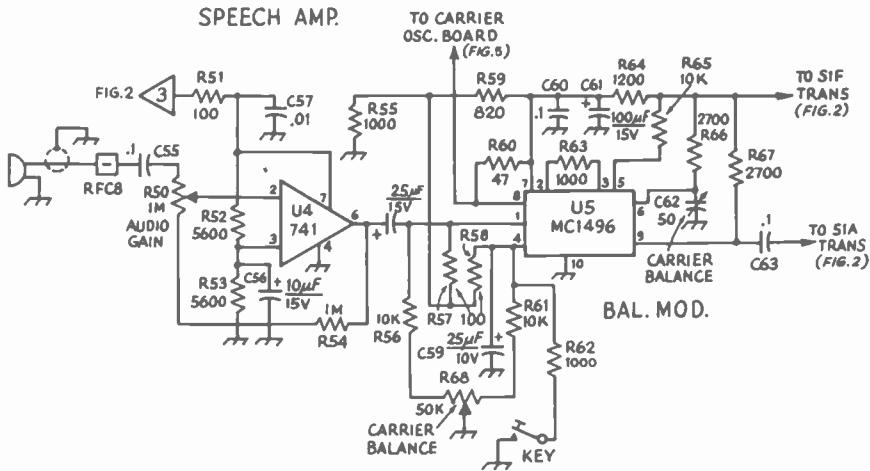 SPEECH AMP.
TO CARRIER
OSC. BOARD
(FIG.5)
FIG.2
3
R51
100
C57
.01
R55
1000
R59
820
C60
.1
C61
+
100µF
15V
R64
1200
R65
10K
TO S1F
TRANS
(FIG.2)
2700
R66
R67
2700
R60
47
R63
1000
.1
C55
RFC8
R50
1M
AUDIO
GAIN
R52
5600
R53
5600
C56
+
10µF
15V
2
3
7
6
4
U4
741
1M
R54
25µF
15V
+
10K
R56
R58
R57
100
7
2
3
5
8
1
4
6
9
10
U5
MC1496
C62
50
CARRIER
BALANCE
.1
C63
TO S1A
TRANS
(FIG.2)
BAL. MOD.
C59
25µF
10V
+
R61
10K
R62
1000
R68
50K
CARRIER
BALANCE
KEY